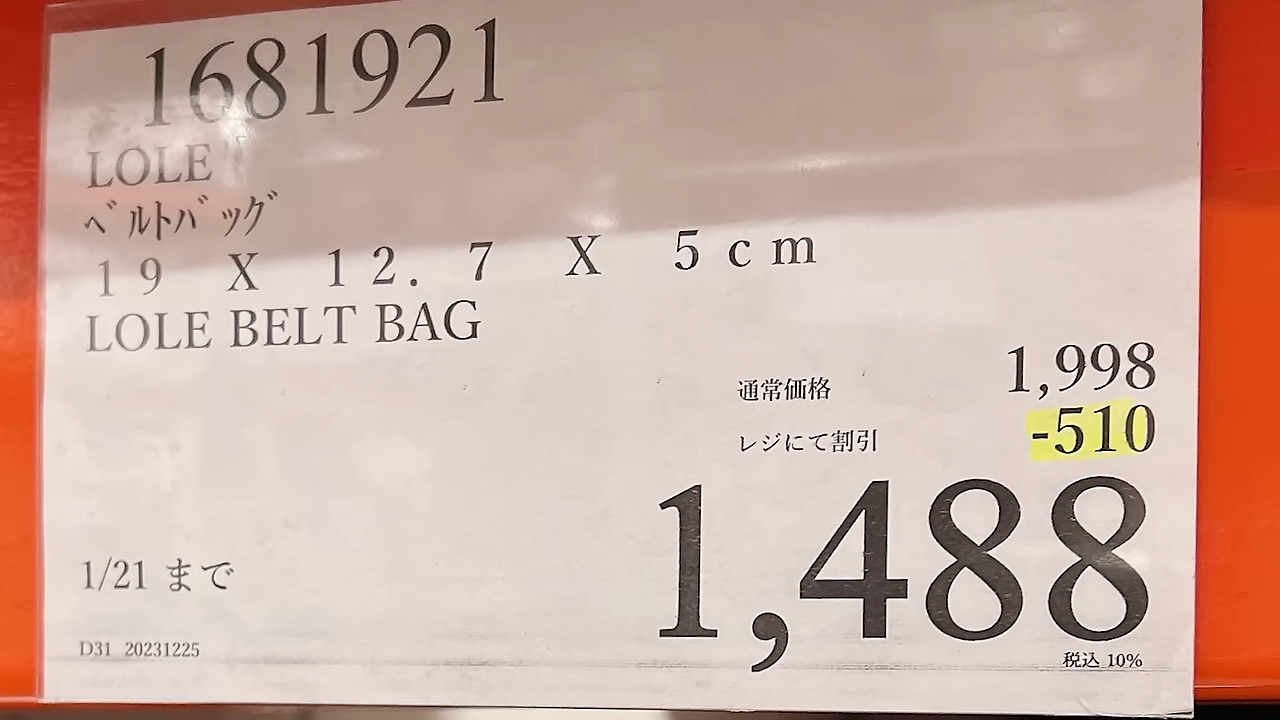 1681921
LOLE
ﾍﾞﾙﾄﾊﾞｯｸﾞ
１９　Ｘ　１２．７　Ｘ　５ｃｍ
LOLE BELT BAG
通常価格 1,998
レジにて割引 -510
1,488
1/21 まで
税込 10%
D31 20231225